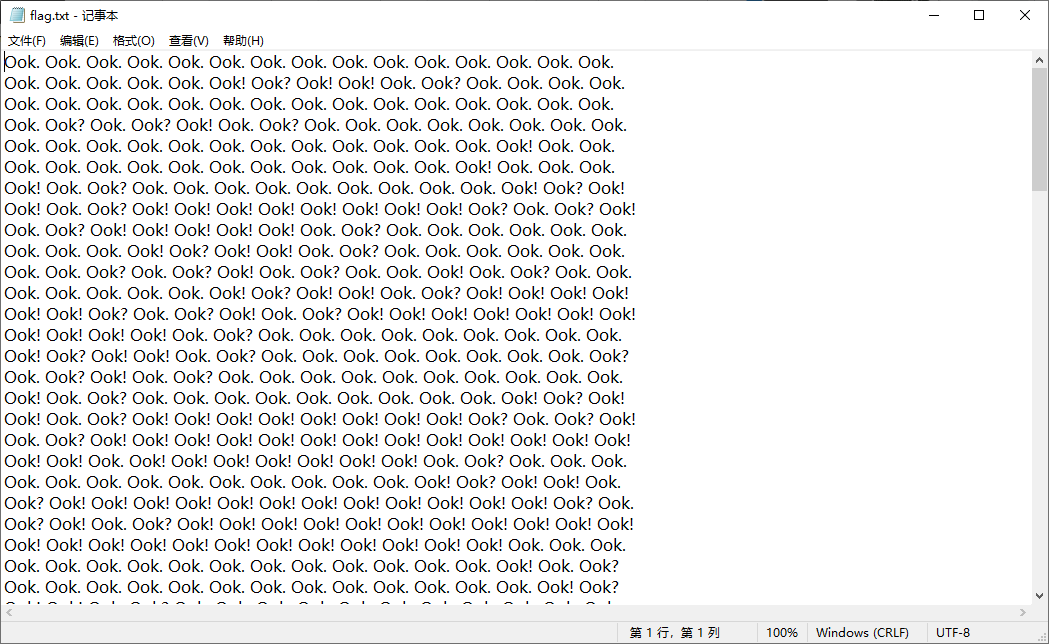 flag.txt - 记事本
文件(F) 编辑(E) 格式(O) 查看(V) 帮助(H)
Ook. Ook. Ook. Ook. Ook. Ook. Ook. Ook. Ook. Ook. Ook. Ook. Ook. Ook. Ook.
Ook. Ook. Ook. Ook. Ook. Ook! Ook? Ook! Ook! Ook. Ook? Ook. Ook. Ook. Ook.
Ook. Ook. Ook. Ook. Ook. Ook. Ook. Ook. Ook. Ook. Ook. Ook. Ook. Ook. Ook.
Ook. Ook? Ook. Ook? Ook! Ook. Ook? Ook. Ook. Ook. Ook. Ook. Ook. Ook. Ook.
Ook. Ook. Ook. Ook. Ook. Ook. Ook. Ook. Ook. Ook. Ook. Ook. Ook! Ook. Ook.
Ook. Ook. Ook. Ook. Ook. Ook. Ook. Ook. Ook. Ook. Ook. Ook! Ook. Ook. Ook.
Ook! Ook. Ook? Ook. Ook. Ook. Ook. Ook. Ook. Ook. Ook. Ook. Ook! Ook? Ook!
Ook! Ook. Ook? Ook! Ook! Ook! Ook! Ook! Ook! Ook! Ook! Ook? Ook. Ook? Ook!
Ook. Ook? Ook! Ook! Ook! Ook! Ook! Ook. Ook? Ook. Ook. Ook. Ook. Ook. Ook.
Ook. Ook. Ook. Ook! Ook? Ook! Ook! Ook. Ook? Ook. Ook. Ook. Ook. Ook. Ook.
Ook. Ook. Ook? Ook. Ook? Ook! Ook. Ook? Ook. Ook. Ook! Ook. Ook? Ook. Ook.
Ook. Ook. Ook. Ook. Ook. Ook! Ook? Ook! Ook! Ook. Ook? Ook! Ook! Ook! Ook!
Ook! Ook! Ook? Ook. Ook? Ook! Ook. Ook? Ook! Ook! Ook! Ook! Ook! Ook! Ook!
Ook! Ook! Ook! Ook! Ook. Ook? Ook. Ook. Ook. Ook. Ook. Ook. Ook. Ook. Ook.
Ook! Ook? Ook! Ook! Ook. Ook? Ook. Ook. Ook. Ook. Ook. Ook. Ook. Ook. Ook?
Ook. Ook? Ook! Ook. Ook? Ook. Ook. Ook. Ook. Ook. Ook. Ook. Ook. Ook. Ook.
Ook! Ook. Ook? Ook. Ook. Ook. Ook. Ook. Ook. Ook. Ook. Ook. Ook! Ook? Ook!
Ook! Ook. Ook? Ook! Ook! Ook! Ook! Ook! Ook! Ook! Ook! Ook? Ook. Ook? Ook!
Ook. Ook? Ook! Ook! Ook! Ook! Ook! Ook! Ook! Ook! Ook! Ook! Ook! Ook! Ook!
Ook! Ook! Ook. Ook! Ook! Ook! Ook! Ook! Ook! Ook! Ook. Ook? Ook. Ook. Ook.
Ook. Ook. Ook. Ook. Ook. Ook. Ook. Ook. Ook. Ook. Ook! Ook? Ook! Ook! Ook.
Ook? Ook! Ook! Ook! Ook! Ook! Ook! Ook! Ook! Ook! Ook! Ook! Ook! Ook? Ook.
Ook? Ook! Ook. Ook? Ook! Ook! Ook! Ook! Ook! Ook! Ook! Ook! Ook! Ook! Ook!
Ook! Ook! Ook! Ook! Ook! Ook! Ook! Ook! Ook! Ook! Ook! Ook! Ook. Ook. Ook.
Ook. Ook. Ook. Ook. Ook. Ook. Ook. Ook. Ook. Ook. Ook. Ook. Ook! Ook. Ook?
Ook. Ook. Ook. Ook. Ook. Ook. Ook. Ook. Ook. Ook. Ook. Ook. Ook. Ook! Ook?
第 1 行，第 1 列 100% Windows (CRLF) UTF-8